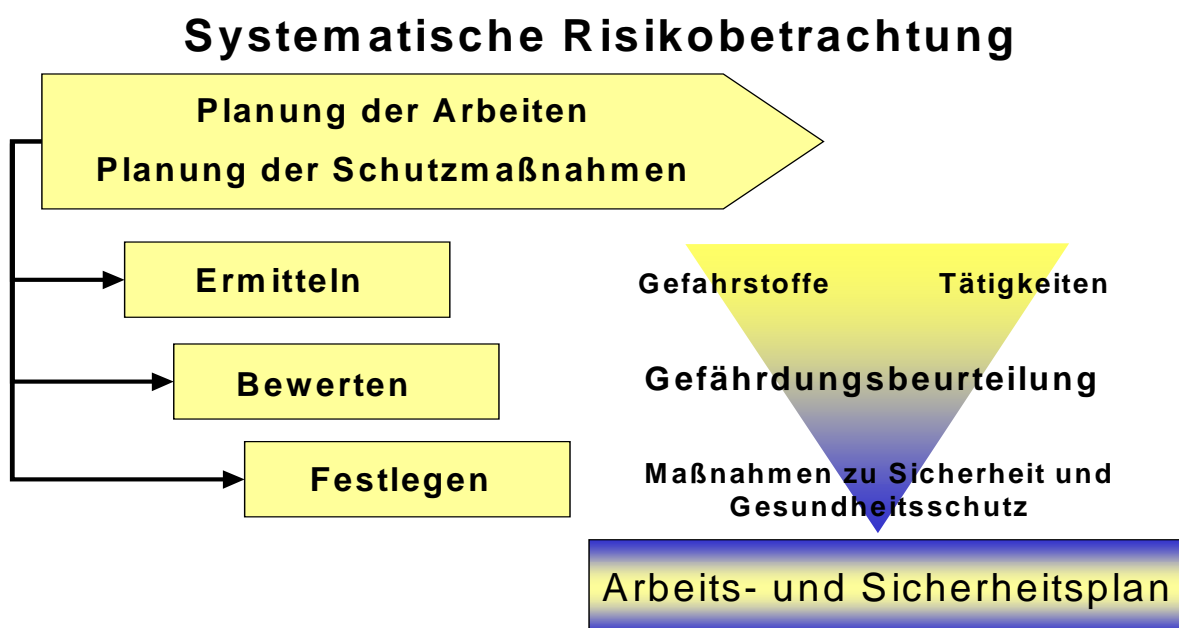 Systematische Risikobetrachtung
Planung der Arbeiten
Planung der Schutzmaßnahmen
Ermitteln
Gefahrstoffe
Tätigkeiten
Bewerten
Gefährdungsbeurteilung
Festlegen
Maßnahmen zu Sicherheit und
Gesundheitsschutz
Arbeits- und Sicherheitsplan